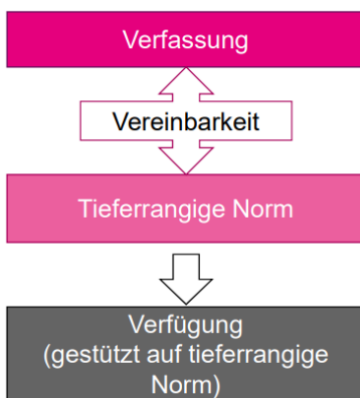 Verfassung
Vereinbarkeit
Tieferrangige Norm
Verfügung
(gestützt auf tieferrangige
Norm)